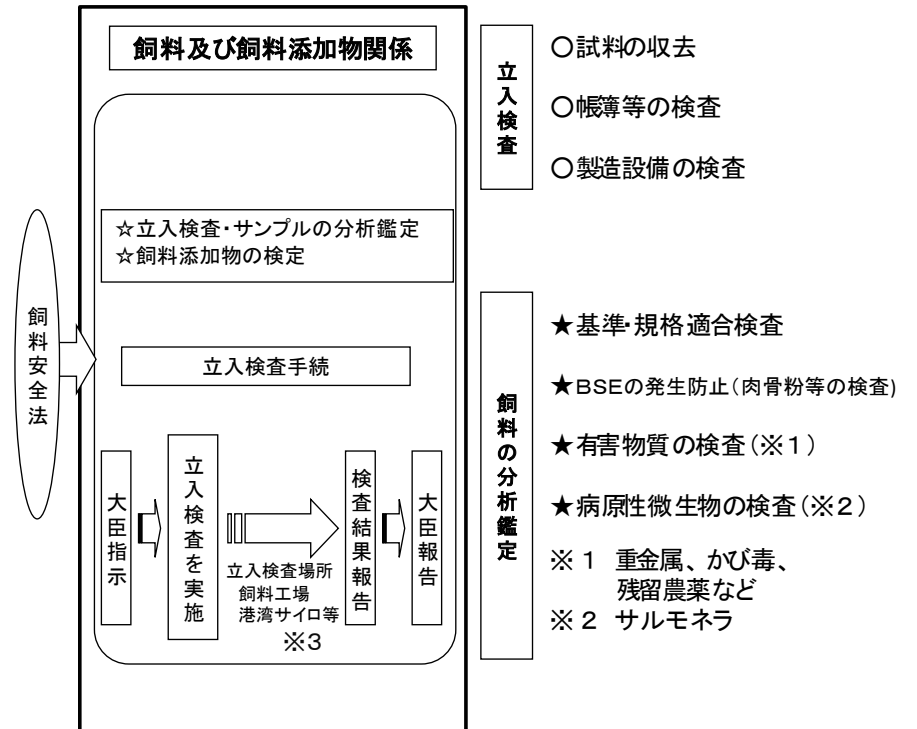 飼料安全法
飼料及び飼料添加物関係
☆立入検査・サンプルの分析鑑定
☆飼料添加物の検定
立入検査手続
大臣指示
立入検査を実施
立入検査場所
飼料工場
港湾サイロ等
※3
検査結果報告
大臣報告
立入検査
○試料の収去
○帳簿等の検査
○製造設備の検査
飼料の分析鑑定
★基準・規格適合検査
★BSEの発生防止(肉骨粉等の検査)
★有害物質の検査(※1)
★病原性微生物の検査(※2)
※1 重金属、かび毒、
残留農薬など
※2 サルモネラ